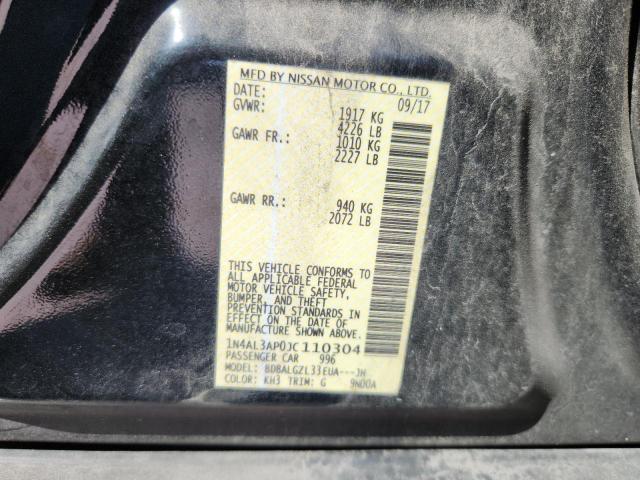 MFD BY NISSAN MOTOR CO., LTD.
DATE: 09/17
GVWR: 1917 KG
4226 LB
GAWR FR.: 1010 KG
2227 LB
GAWR RR.: 940 KG
2072 LB
THIS VEHICLE CONFORMS TO
ALL APPLICABLE FEDERAL
MOTOR VEHICLE SAFETY,
BUMPER, AND THEFT
PREVENTION STANDARDS
IN EFFECT ON THE DATE OF
MANUFACTURE SHOWN ABOVE.
1N4AL3AP0JC110304
PASSENGER CAR 996
MODEL: BDBALGZL33EUA---JH
COLOR: KH3 TRIM: G 9N00A